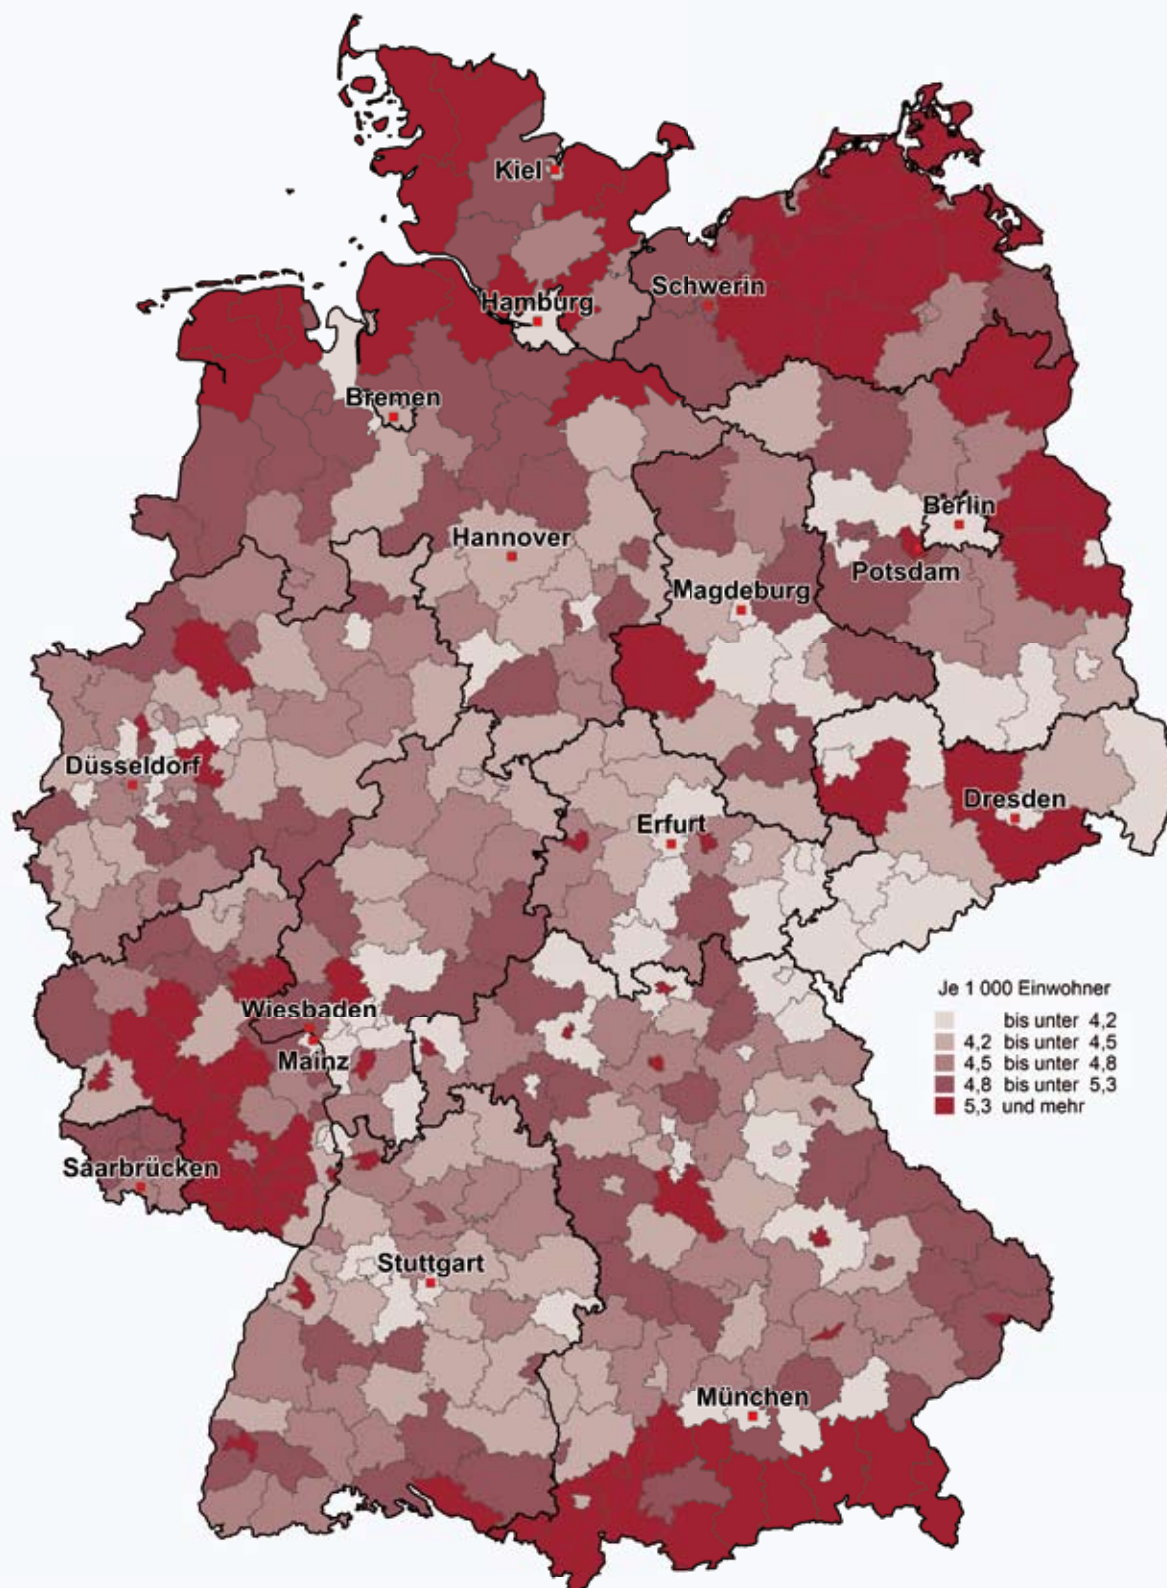 Kiel
Schwerin
Hamburg
Bremen
Berlin
Hannover
Potsdam
Magdeburg
Düsseldorf
Dresden
Erfurt
Je 1 000 Einwohner
bis unter 4,2
4,2 bis unter 4,5
4,5 bis unter 4,8
4,8 bis unter 5,3
5,3 und mehr
Wiesbaden
Mainz
Saarbrücken
Stuttgart
München